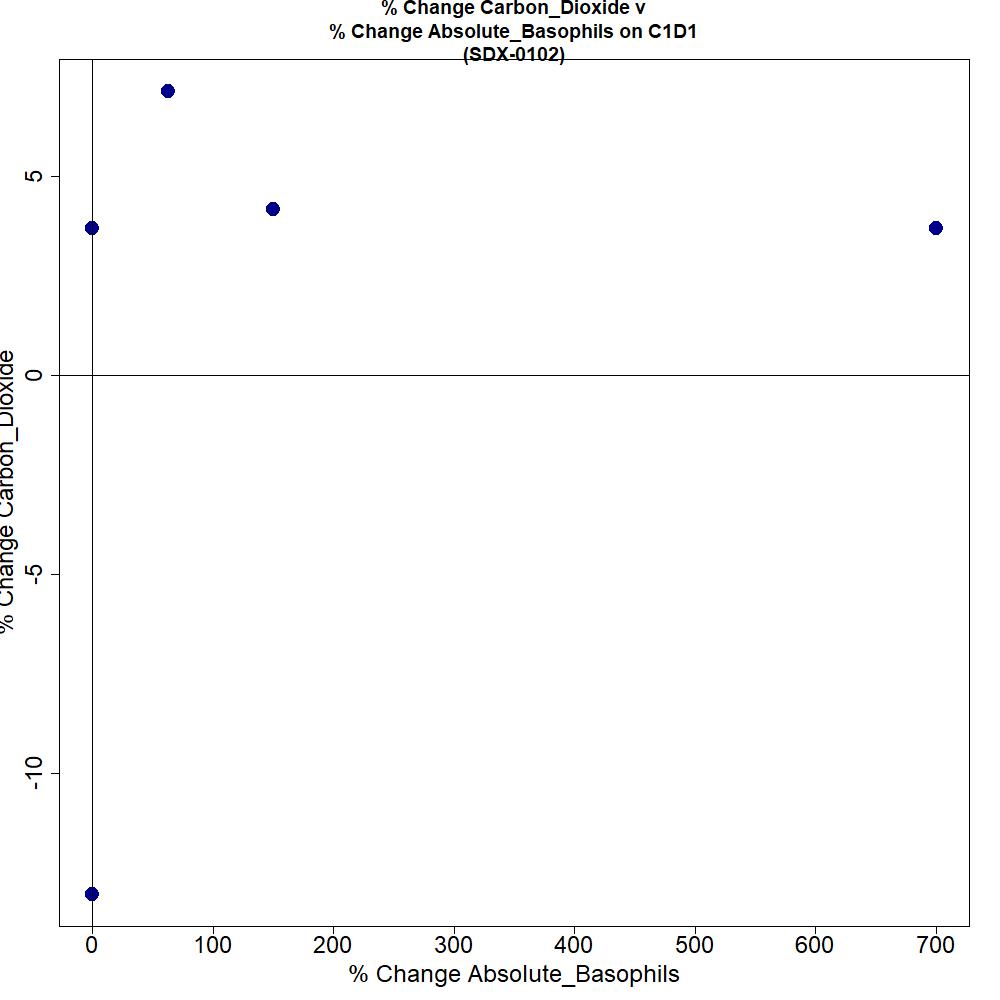 % Change Carbon_Dioxide v
% Change Absolute_Basophils on C1D1
(SDX-0102)
% Change Carbon_Dioxide
5
0
-5
-10
0 100 200 300 400 500 600 700
% Change Absolute_Basophils